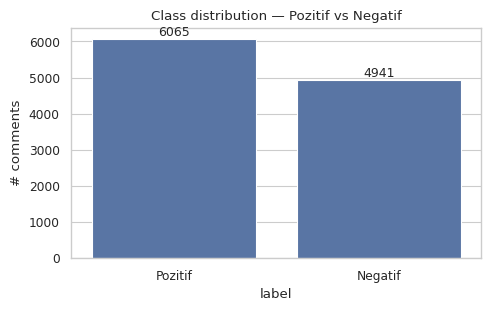 Class distribution — Pozitif vs Negatif
6065
4941
6000
5000
4000
3000
2000
1000
0
# comments
Pozitif Negatif
label